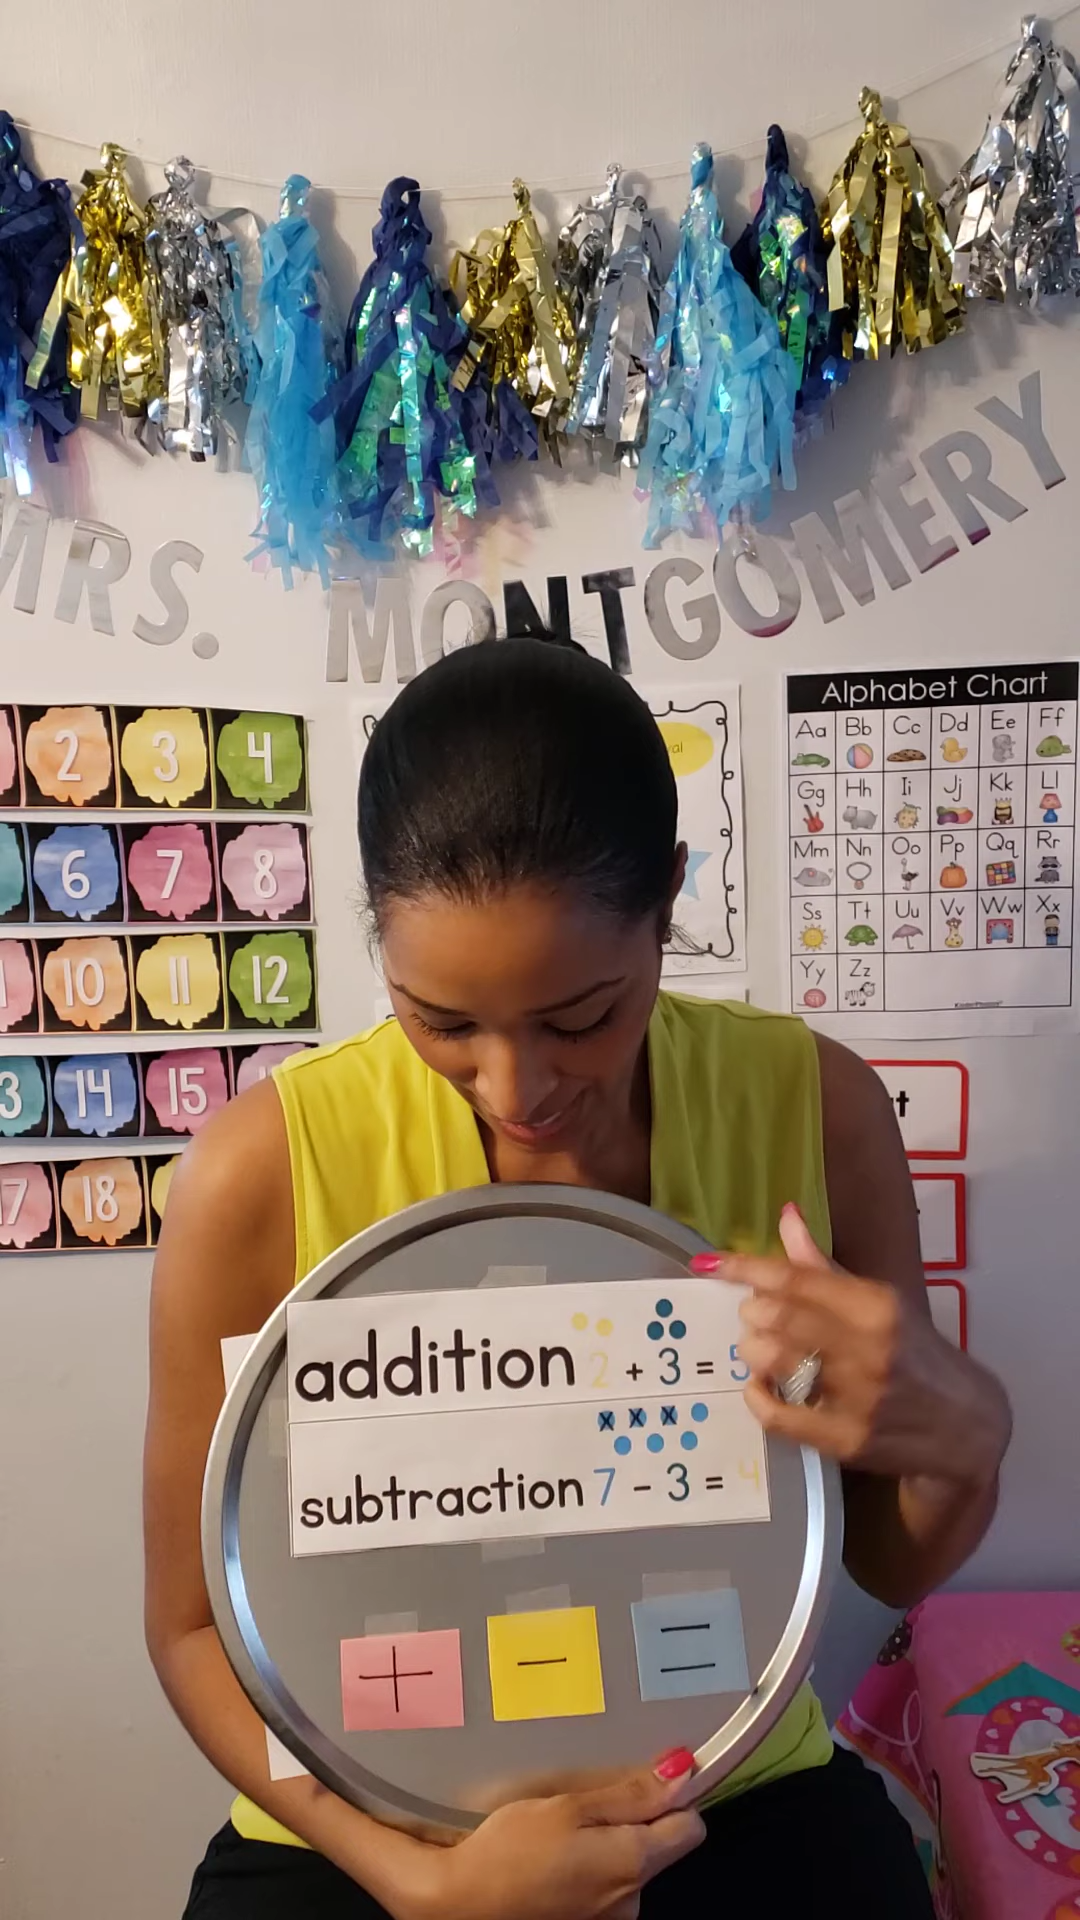 MRS. MONTGOMERY
2 3 4
6 7 8
10 11 12
14 15
18
Alphabet Chart
Aa Bb Cc Dd Ee Ff
Gg Hh Ii Jj Kk Ll
Mm Nn Oo Pp Qq Rr
Ss Tt Uu Vv Ww Xx
Yy Zz
addition 2 + 3 = 5
subtraction 7 - 3 = 4
x x x
+ - =